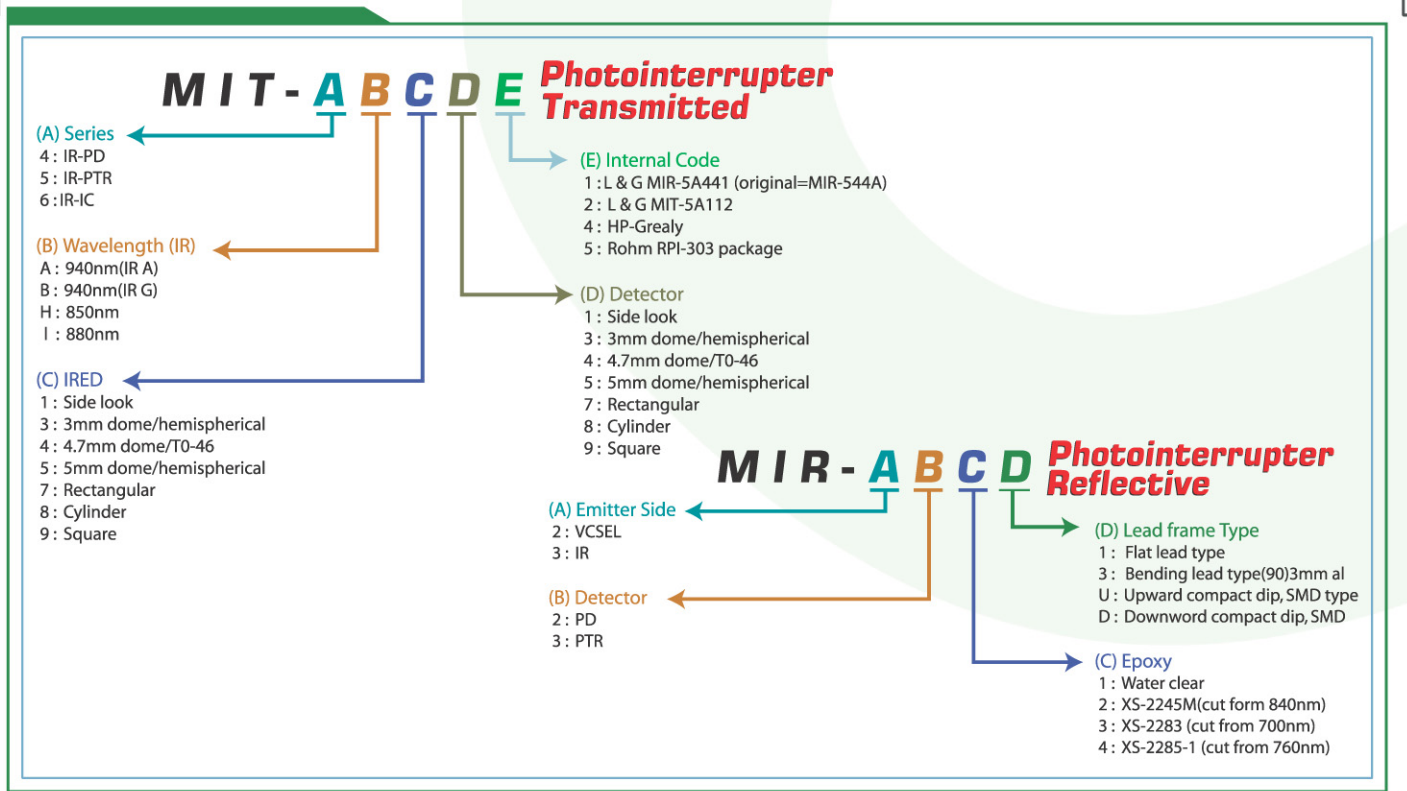 MIT-ABCDE Photointerrupter
Transmitted
(A) Series
4 : IR-PD
5 : IR-PTR
6 :IR-IC
(B) Wavelength (IR)
A : 940nm(IR A)
B : 940nm(IR G)
H : 850nm
I : 880nm
(C) IRED
1 : Side look
3 : 3mm dome/hemispherical
4 : 4.7mm dome/T0-46
5 : 5mm dome/hemispherical
7 : Rectangular
8 : Cylinder
9 : Square
(E) Internal Code
1 :L & G MIR-5A441 (original=MIR-544A)
2 : L & G MIT-5A112
4 : HP-Grealy
5 : Rohm RPI-303 package
(D) Detector
1 : Side look
3 : 3mm dome/hemispherical
4 : 4.7mm dome/T0-46
5 : 5mm dome/hemispherical
7 : Rectangular
8 : Cylinder
9 : Square
MIR-ABCD Photointerrupter
Reflective
(A) Emitter Side
2 : VCSEL
3 : IR
(B) Detector
2 : PD
3 : PTR
(D) Lead frame Type
1 : Flat lead type
3 : Bending lead type(90)3mm al
U : Upward compact dip, SMD type
D : Downword compact dip, SMD
(C) Epoxy
1 : Water clear
2 : XS-2245M(cut form 840nm)
3 : XS-2283 (cut from 700nm)
4 : XS-2285-1 (cut from 760nm)